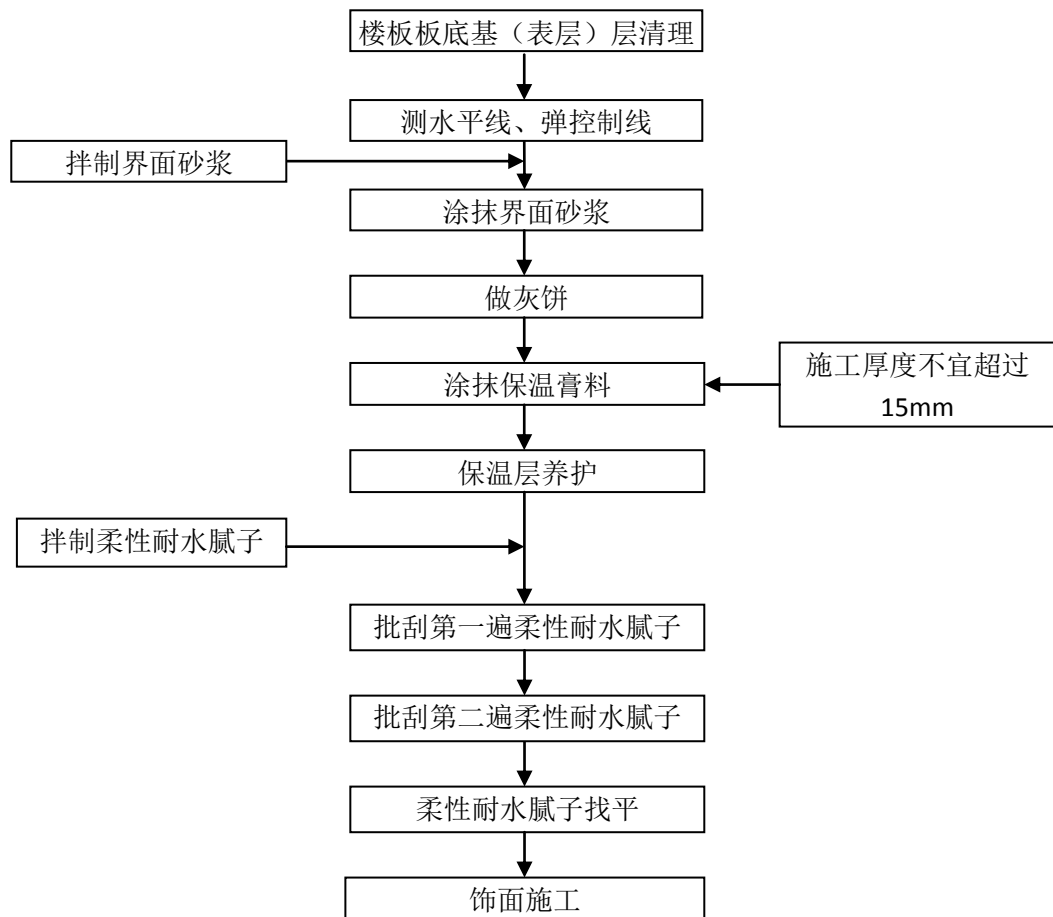 楼板板底基（表层）层清理
测水平线、弹控制线
拌制界面砂浆
涂抹界面砂浆
做灰饼
涂抹保温膏料
施工厚度不宜超过
15mm
保温层养护
拌制柔性耐水腻子
批刮第一遍柔性耐水腻子
批刮第二遍柔性耐水腻子
柔性耐水腻子找平
饰面施工